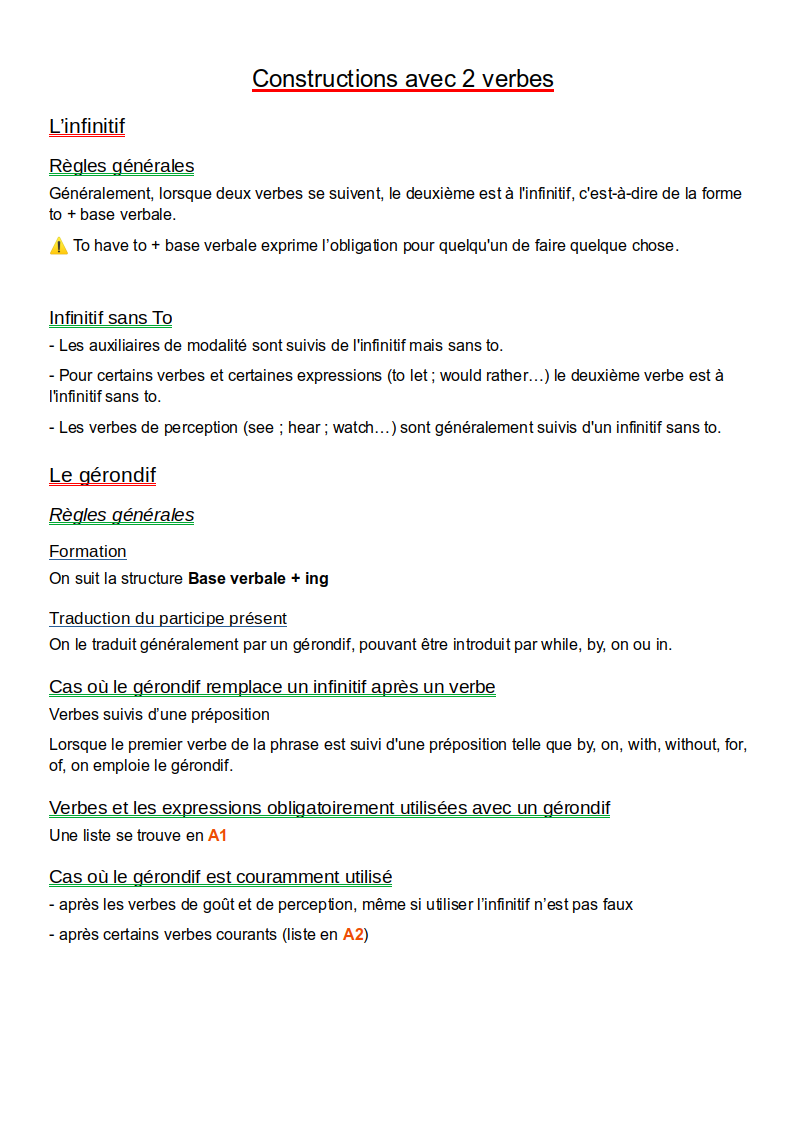 Constructions avec 2 verbes
L’infinitif
Règles générales
Généralement, lorsque deux verbes se suivent, le deuxième est à l'infinitif, c'est-à-dire de la forme
to + base verbale.
⚠️ To have to + base verbale exprime l’obligation pour quelqu'un de faire quelque chose.
Infinitif sans To
- Les auxiliaires de modalité sont suivis de l'infinitif mais sans to.
- Pour certains verbes et certaines expressions (to let ; would rather…) le deuxième verbe est à
l'infinitif sans to.
- Les verbes de perception (see ; hear ; watch…) sont généralement suivis d'un infinitif sans to.
Le gérondif
Règles générales
Formation
On suit la structure Base verbale + ing
Traduction du participe présent
On le traduit généralement par un gérondif, pouvant être introduit par while, by, on ou in.
Cas où le gérondif remplace un infinitif après un verbe
Verbes suivis d’une préposition
Lorsque le premier verbe de la phrase est suivi d'une préposition telle que by, on, with, without, for,
of, on emploie le gérondif.
Verbes et les expressions obligatoirement utilisées avec un gérondif
Une liste se trouve en A1
Cas où le gérondif est couramment utilisé
- après les verbes de goût et de perception, même si utiliser l’infinitif n’est pas faux
- après certains verbes courants (liste en A2)